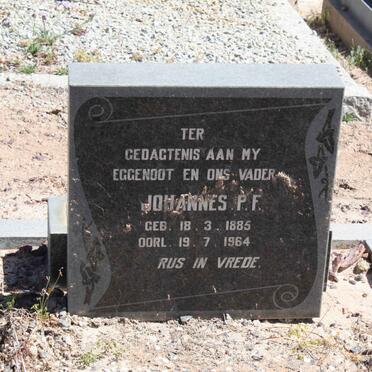 TER
GEDAGTENIS AAN MY
EGGENOOT EN ONS VADER
JOHANNES P.F.
GEB. 18. 3. 1885
OORL. 19. 7. 1964
RUS IN VREDE.